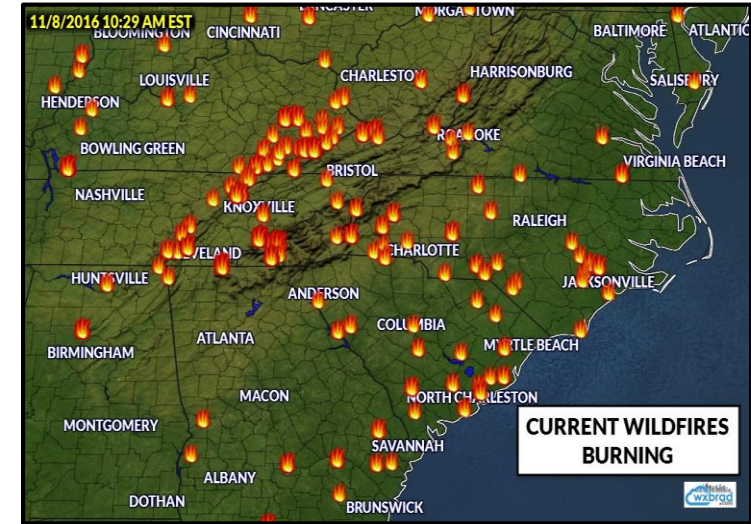 11/8/2016 10:29 AM EST
LANCASTER
MORGANTOWN
BLOOMINGTON
CINCINNATI
BALTIMORE
ATLANTIC
LOUISVILLE
CHARLESTON
HARRISONBURG
SALISBURY
HENDERSON
ROANOKE
BOWLING GREEN
BRISTOL
VIRGINIA BEACH
NASHVILLE
KNOXVILLE
RALEIGH
CLEVELAND
CHARLOTTE
HUNTSVILLE
JACKSONVILLE
ANDERSON
COLUMBIA
ATLANTA
MYRTLE BEACH
BIRMINGHAM
MACON
NORTH CHARLESTON
MONTGOMERY
CURRENT WILDFIRES
BURNING
SAVANNAH
ALBANY
DOTHAN
BRUNSWICK
wxbrad
.com